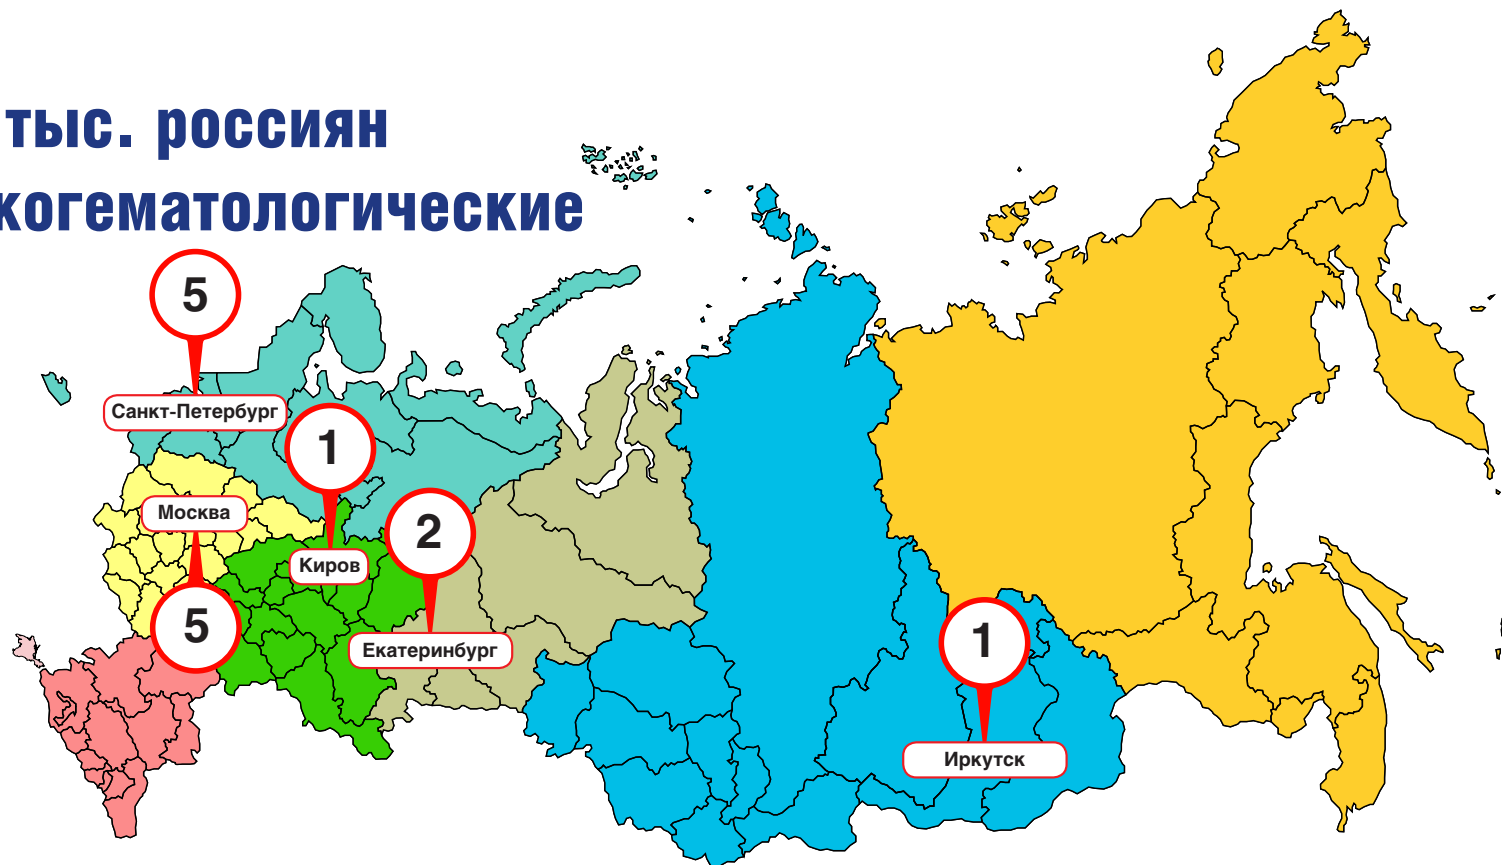 тыс. россиян
когематологические
5
Санкт-Петербург
1
Москва
2
Киров
5
Екатеринбург
1
Иркутск